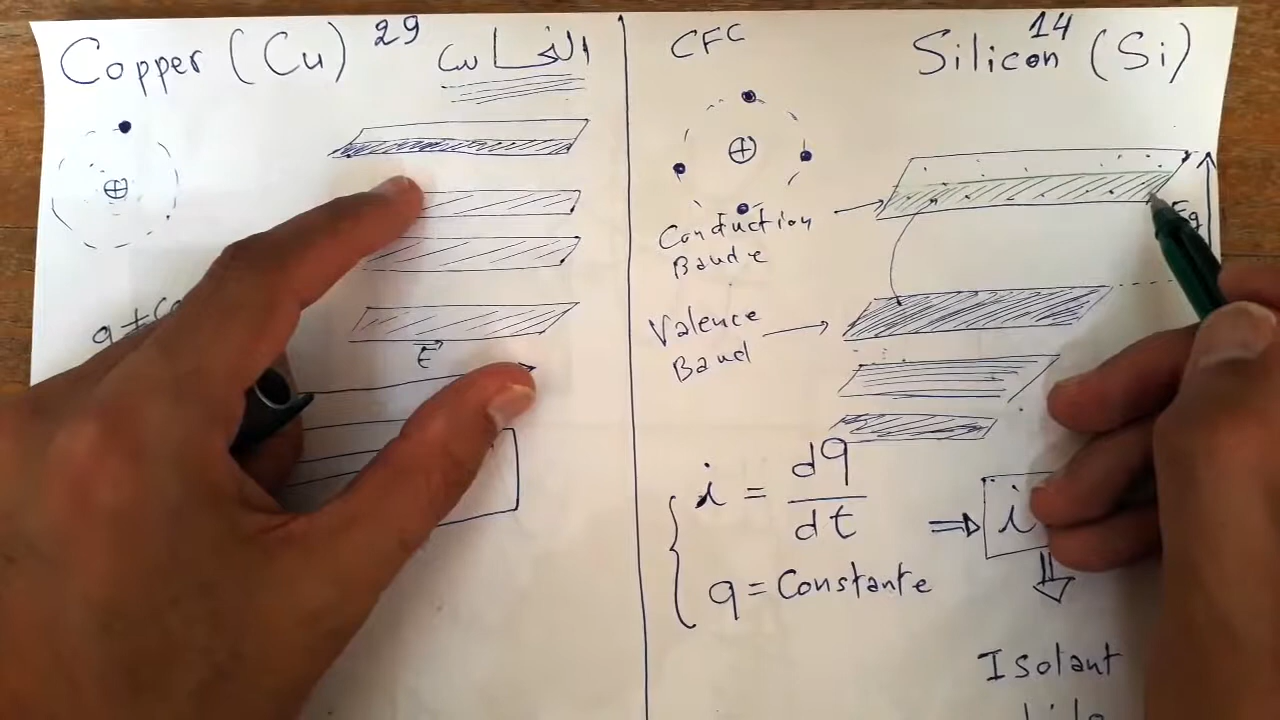 Copper (Cu) 29
النحاس
E
CFC
Silicon 14 (Si)
Conduction
Bande
Eg
Valence
Band
i = dq/dt
⇒ i
q = Constante
Isolant